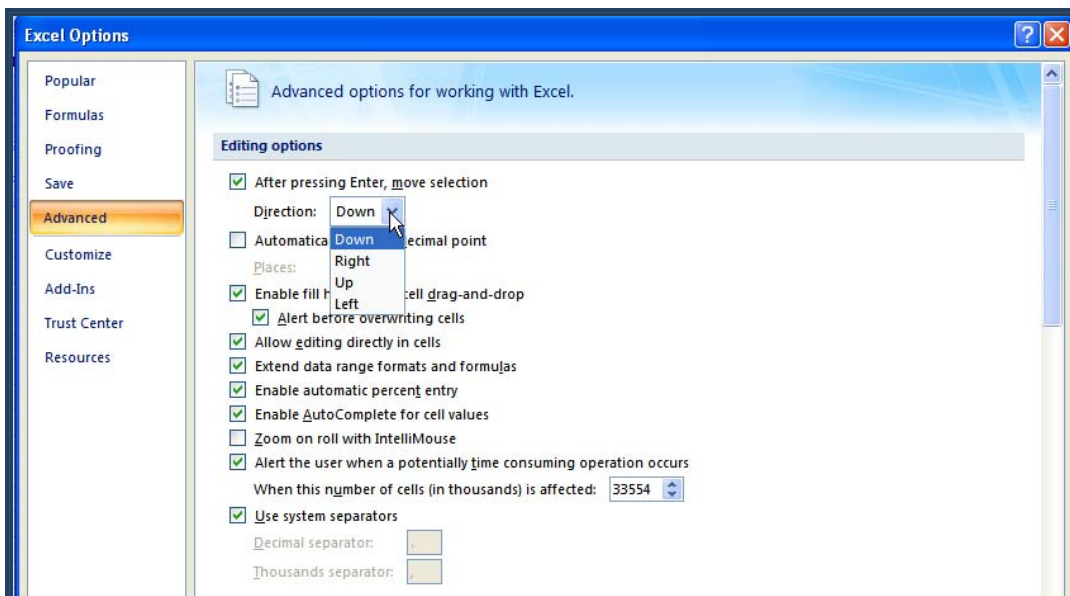 Excel Options
?
Popular
Formulas
Proofing
Save
Advanced
Customize
Add-Ins
Trust Center
Resources
Advanced options for working with Excel.
Editing options
After pressing Enter, move selection
Direction: Down
Down
Right
Up
Left
Automatica ecimal point
Places:
Enable fill h cell drag-and-drop
Alert before overwriting cells
Allow editing directly in cells
Extend data range formats and formulas
Enable automatic percent entry
Enable AutoComplete for cell values
Zoom on roll with IntelliMouse
Alert the user when a potentially time consuming operation occurs
When this number of cells (in thousands) is affected: 33554
Use system separators
Decimal separator: .
Thousands separator: ,